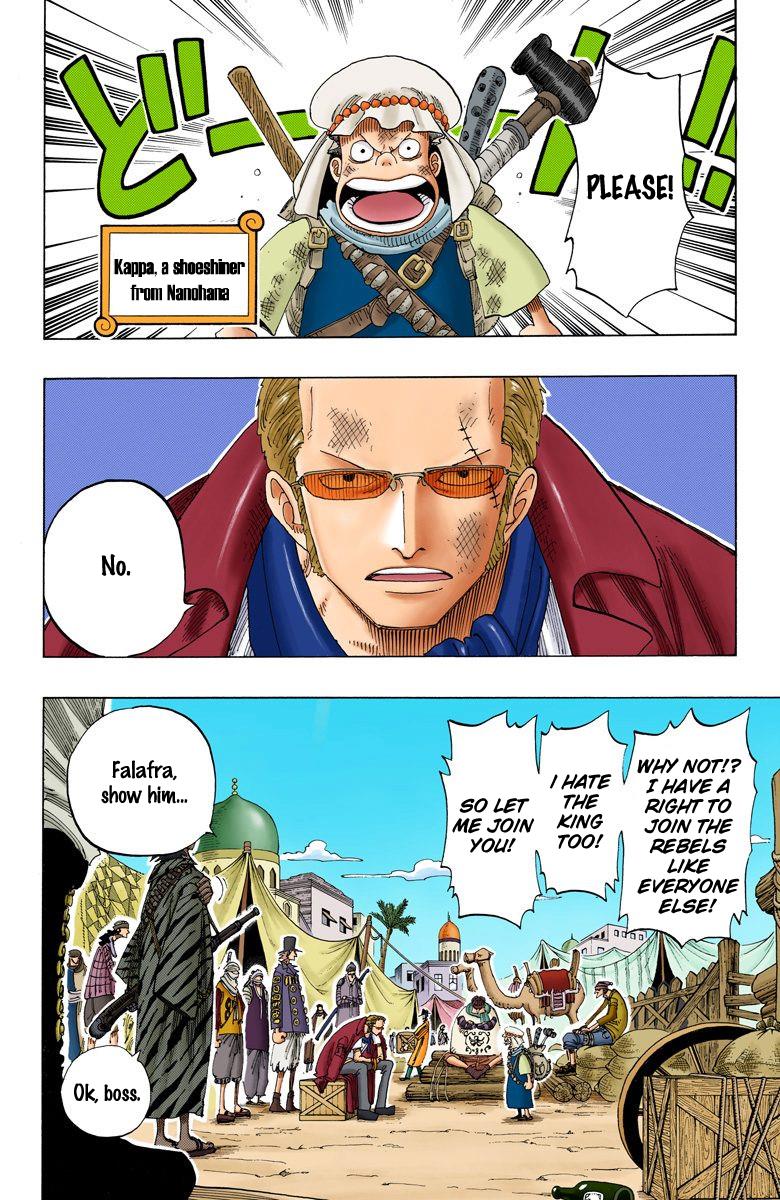 どーん!!
PLEASE!
Kappa, a shoeshiner
from Nanohana
No.
WHY NOT!?
I HAVE A
RIGHT TO
JOIN THE
REBELS
LIKE
EVERYONE
ELSE!
I HATE
THE
KING
TOO!
SO LET
ME JOIN
YOU!
Falafra,
show him...
Ok, boss.